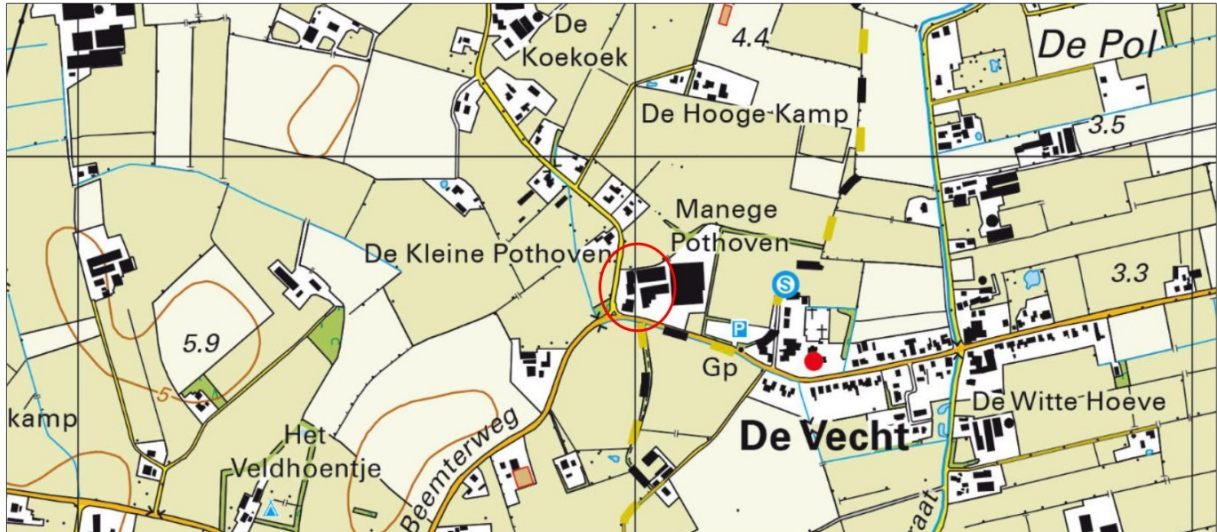 De
Koekoek
4.4
De Pol
De Hooge Kamp
3.5
Manege
Pothoven
De Kleine Pothoven
S
3.3
5.9
P
5
Gp
De Witte Hoeve
kamp
Het
Veldhoentje
De Vecht
Beemterweg
raat